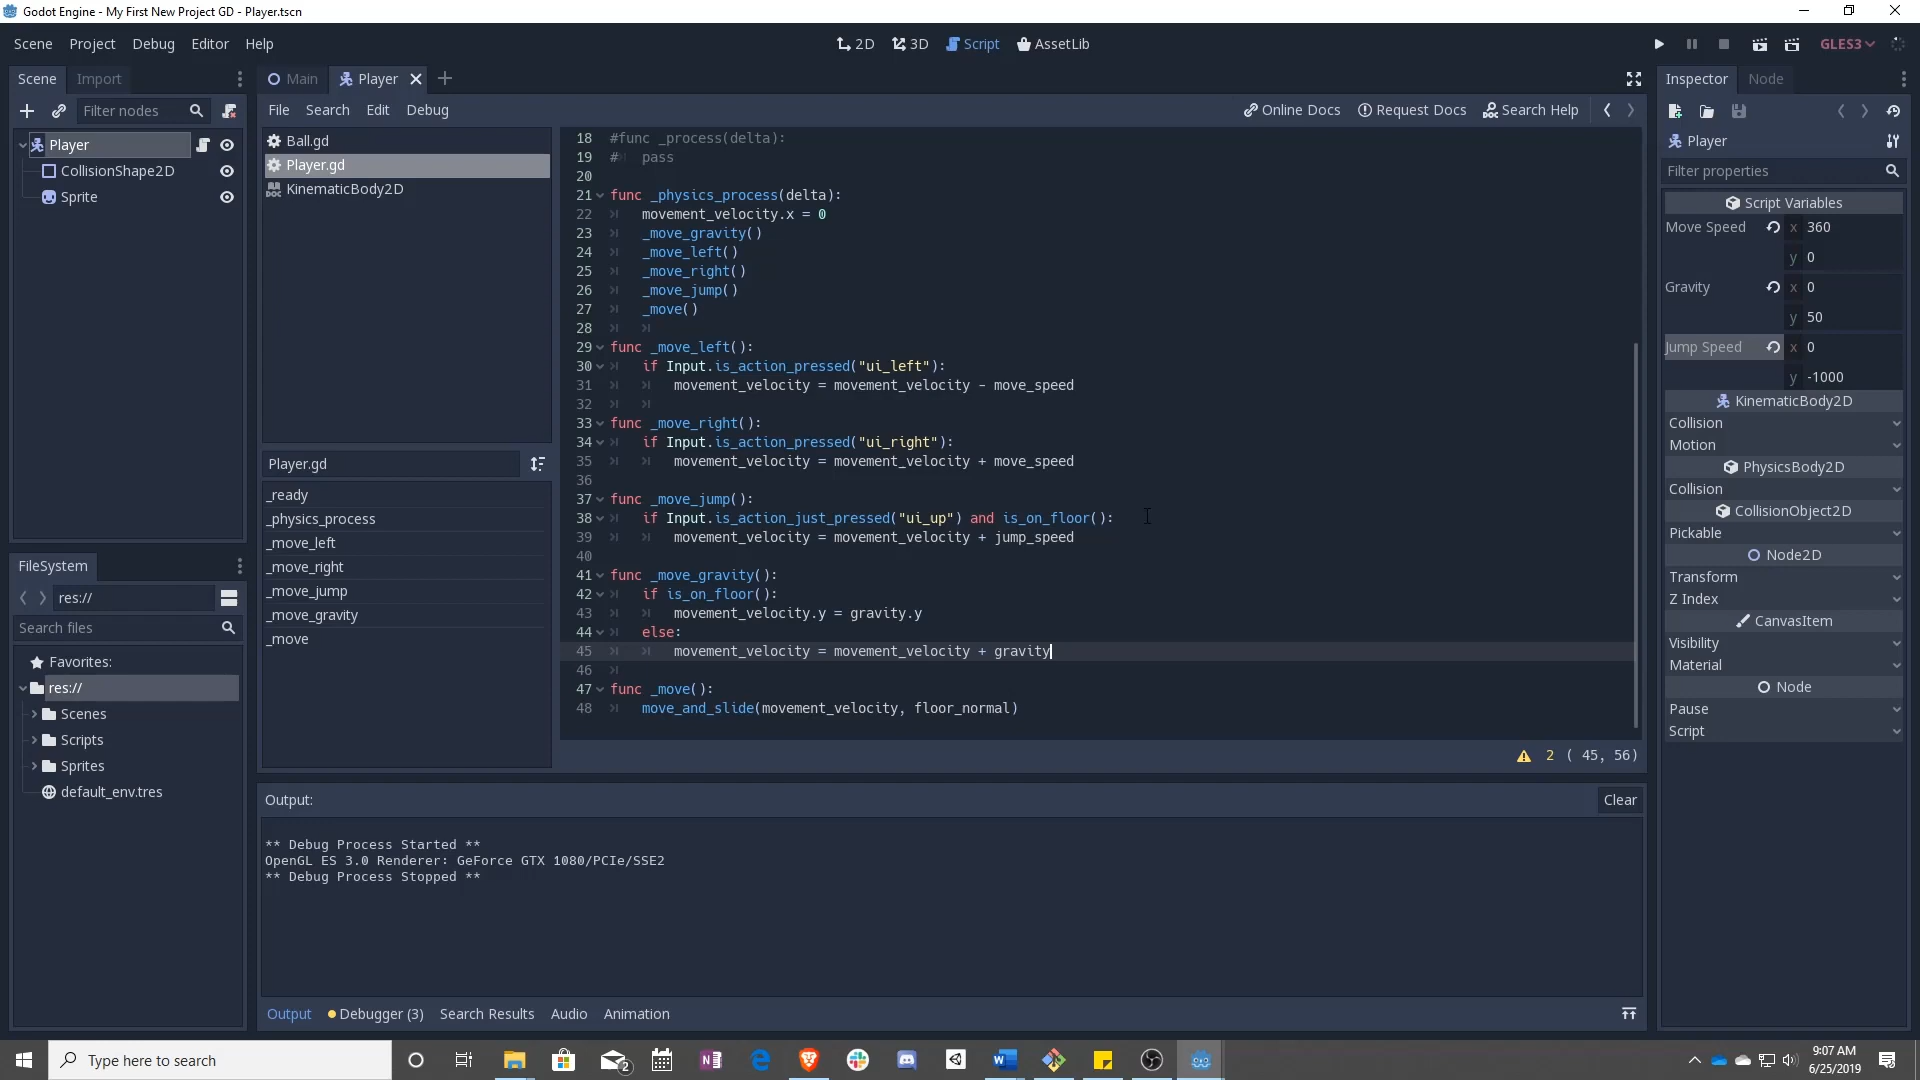 Godot Engine - My First New Project GD - Player.tscn
Scene Project Debug Editor Help
2D 3D Script AssetLib
GLES3
Scene Import
Filter nodes
Player
CollisionShape2D
Sprite
FileSystem
res://
Search files
Favorites:
res://
Scenes
Scripts
Sprites
default_env.tres
Main Player
File Search Edit Debug
Online Docs Request Docs Search Help
Ball.gd
Player.gd
KinematicBody2D
Player.gd
_ready
_physics_process
_move_left
_move_right
_move_jump
_move_gravity
_move
18 #func _process(delta):
19 # pass
20
21 func _physics_process(delta):
22 movement_velocity.x = 0
23 _move_gravity()
24 _move_left()
25 _move_right()
26 _move_jump()
27 _move()
28
29 func _move_left():
30 if Input.is_action_pressed("ui_left"):
31 movement_velocity = movement_velocity - move_speed
32
33 func _move_right():
34 if Input.is_action_pressed("ui_right"):
35 movement_velocity = movement_velocity + move_speed
36
37 func _move_jump():
38 if Input.is_action_just_pressed("ui_up") and is_on_floor():
39 movement_velocity = movement_velocity + jump_speed
40
41 func _move_gravity():
42 if is_on_floor():
43 movement_velocity.y = gravity.y
44 else:
45 movement_velocity = movement_velocity + gravity
46
47 func _move():
48 move_and_slide(movement_velocity, floor_normal)
2 ( 45, 56)
Output:
Clear
** Debug Process Started **
OpenGL ES 3.0 Renderer: GeForce GTX 1080/PCIe/SSE2
** Debug Process Stopped **
Output Debugger (3) Search Results Audio Animation
Inspector Node
Player
Filter properties
Script Variables
Move Speed x 360
y 0
Gravity x 0
y 50
Jump Speed x 0
y -1000
KinematicBody2D
Collision
Motion
PhysicsBody2D
Collision
CollisionObject2D
Pickable
Node2D
Transform
Z Index
CanvasItem
Visibility
Material
Node
Pause
Script
Type here to search
2
9:07 AM
6/25/2019